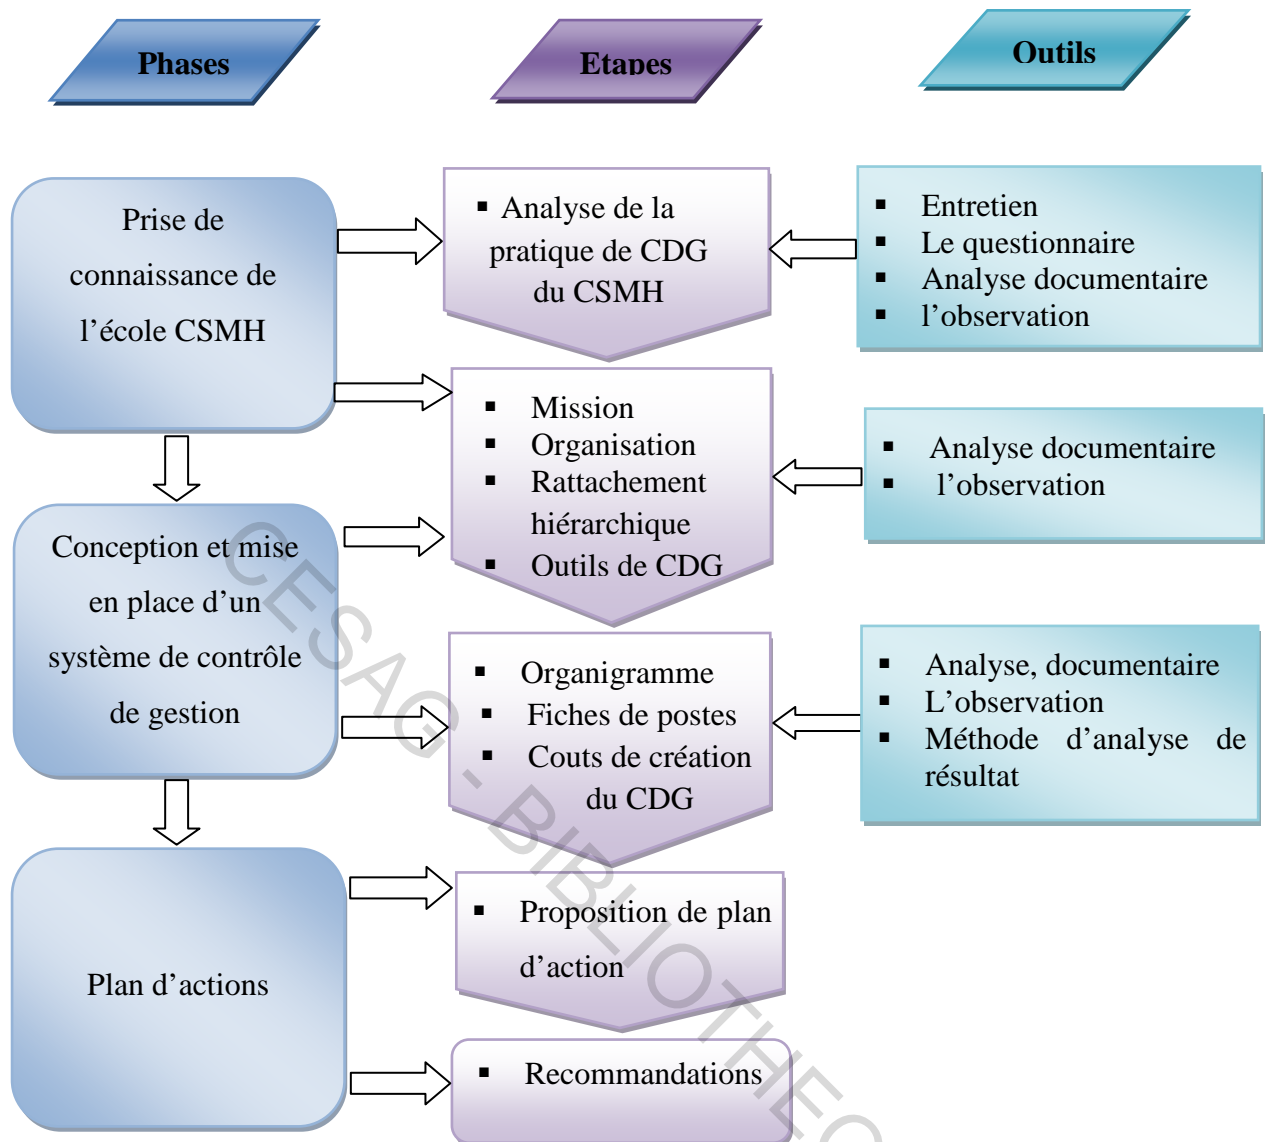 Phases
Etapes
Outils
Prise de
connaissance de
l’école CSMH
▪ Analyse de la
pratique de CDG
du CSMH
▪ Entretien
▪ Le questionnaire
▪ Analyse documentaire
▪ l’observation
▪ Mission
▪ Organisation
▪ Rattachement
hiérarchique
▪ Outils de CDG
▪ Analyse documentaire
▪ l’observation
Conception et mise
en place d’un
système de contrôle
de gestion
▪ Organigramme
▪ Fiches de postes
▪ Couts de création
du CDG
▪ Analyse, documentaire
▪ L’observation
▪ Méthode d’analyse de
résultat
Plan d’actions
▪ Proposition de plan
d’action
▪ Recommandations
CESAG - BIBLIOTHEQ